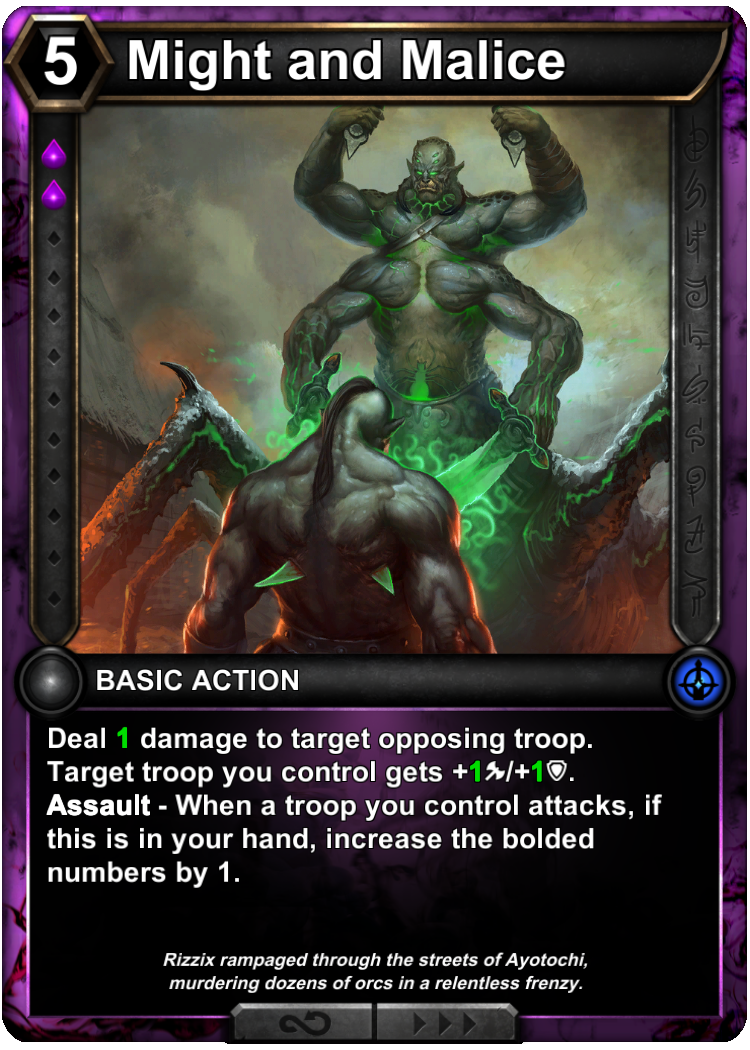 5 Might and Malice
BASIC ACTION
Deal 1 damage to target opposing troop.
Target troop you control gets +1/+1.
Assault - When a troop you control attacks, if
this is in your hand, increase the bolded
numbers by 1.
Rizzix rampaged through the streets of Ayotochi,
murdering dozens of orcs in a relentless frenzy.